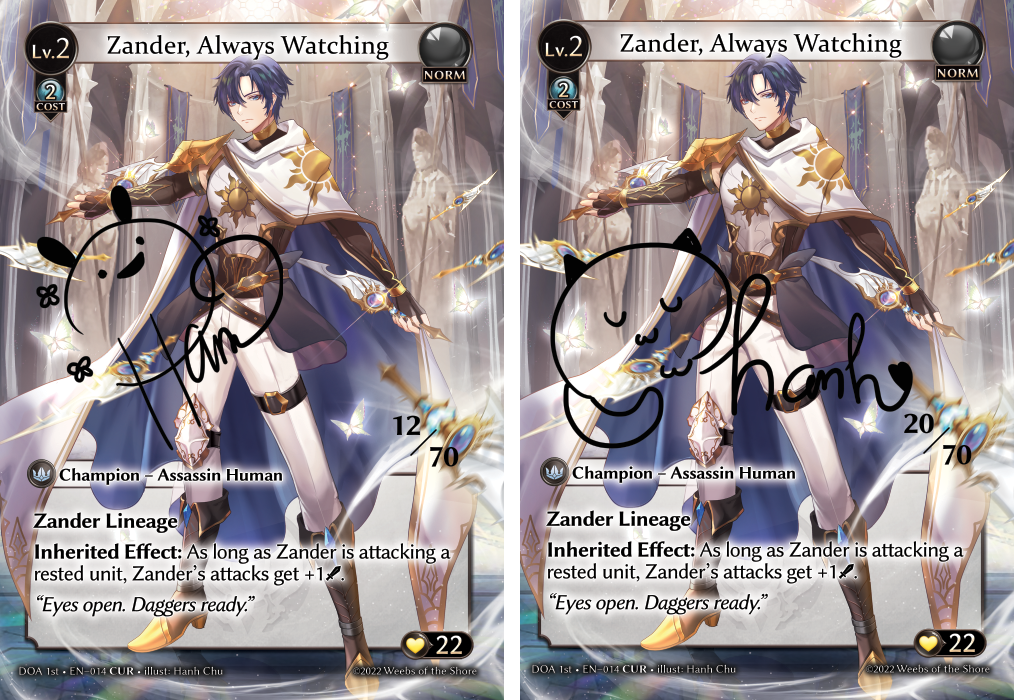 Lv.2 Zander, Always Watching
NORM
2
COST
Ham
12/70
Champion – Assassin Human
Zander Lineage
Inherited Effect: As long as Zander is attacking a
rested unit, Zander's attacks get +1.
"Eyes open. Daggers ready."
22
DOA 1st • EN-014 CUR • illust: Hanh Chu
©2022 Weebs of the Shore
Lv.2 Zander, Always Watching
NORM
2
COST
hanh
20/70
Champion – Assassin Human
Zander Lineage
Inherited Effect: As long as Zander is attacking a
rested unit, Zander's attacks get +1.
"Eyes open. Daggers ready."
22
DOA 1st • EN-014 CUR • illust: Hanh Chu
©2022 Weebs of the Shore